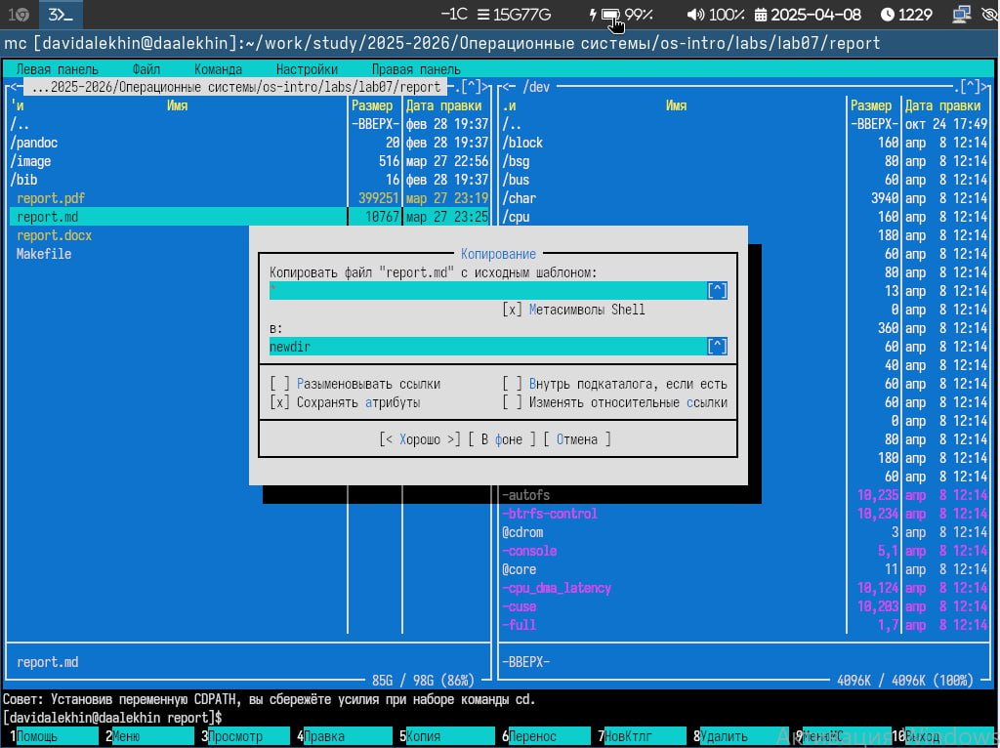 1 3>_ -1C 15G77G 99% 100% 2025-04-08 1229
mc [davidalekhin@daalekhin]:~/work/study/2025-2026/Операционные системы/os-intro/labs/lab07/report
Левая панель Файл Команда Настройки Правая панель
<- ...2025-2026/Операционные системы/os-intro/labs/lab07/report .[^]>
'и Имя Размер Дата правки
/.. -ВВЕРХ- фев 28 19:37
/pandoc 20 фев 28 19:37
/image 516 мар 27 22:56
/bib 16 фев 28 19:37
report.pdf 399251 мар 27 23:19
report.md 10767 мар 27 23:25
report.docx
Makefile
report.md
85G / 98G (86%)
<- /dev .[^]>
.и Имя Размер Дата правки
/.. -ВВЕРХ- окт 24 17:49
/block 160 апр 8 12:14
/bsg 80 апр 8 12:14
/bus 60 апр 8 12:14
/char 3940 апр 8 12:14
/cpu 160 апр 8 12:14
180 апр 8 12:14
60 апр 8 12:14
80 апр 8 12:14
13 апр 8 12:14
0 апр 8 12:14
360 апр 8 12:14
60 апр 8 12:14
40 апр 8 12:14
60 апр 8 12:14
60 апр 8 12:14
0 апр 8 12:14
80 апр 8 12:14
180 апр 8 12:14
60 апр 8 12:14
-autofs 10,235 апр 8 12:14
-btrfs-control 10,234 апр 8 12:14
@cdrom 3 апр 8 12:14
-console 5,1 апр 8 12:14
@core 11 апр 8 12:14
-cpu_dma_latency 10,124 апр 8 12:14
-cuse 10,203 апр 8 12:14
-full 1,7 апр 8 12:14
-ВВЕРХ-
4096K / 4096K (100%)
Копирование
Копировать файл "report.md" с исходным шаблоном:
* [^]
[x] Метасимволы Shell
в:
newdir [^]
[ ] Разыменовывать ссылки [ ] Внутрь подкаталога, если есть
[x] Сохранять атрибуты [ ] Изменять относительные ссылки
[< Хорошо >] [ В фоне ] [ Отмена ]
Совет: Установив переменную CDPATH, вы сбережёте усилия при наборе команды cd.
[davidalekhin@daalekhin report]$
1Помощь 2Меню 3Просмотр 4Правка 5Копия 6Перенос 7НовКтлг 8Удалить 9МенюМС 10Выход
Активация Windows